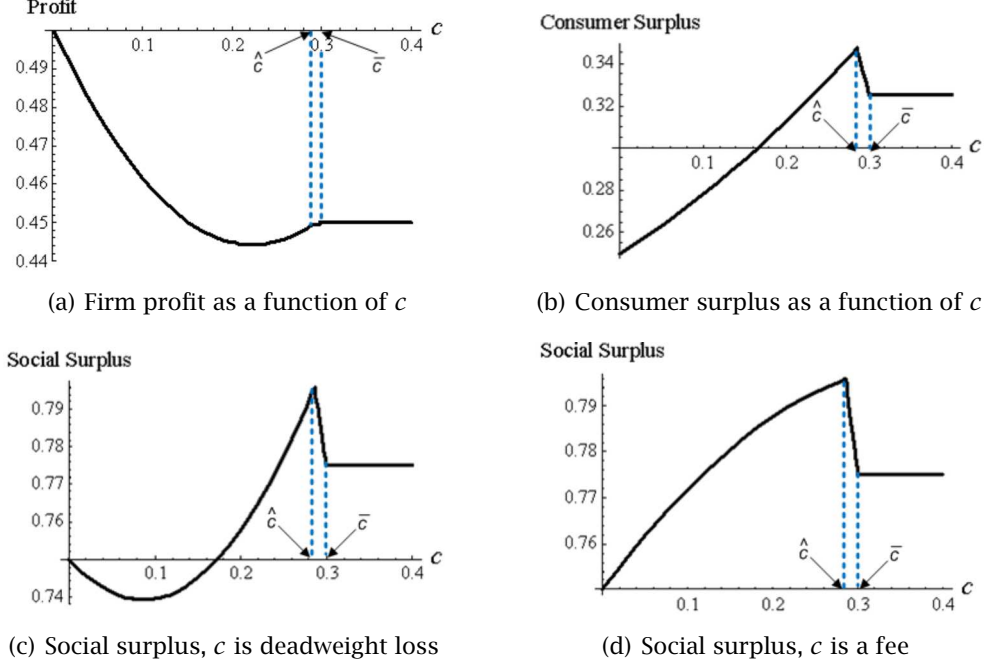 Profit
c
0.1 0.2 0.3 0.4
0.49
0.48
0.47
0.46
0.45
0.44
ĉ c̄
(a) Firm profit as a function of c
Consumer Surplus
0.34
0.32
0.28
0.26
ĉ c̄
c
0.1 0.2 0.3 0.4
(b) Consumer surplus as a function of c
Social Surplus
0.79
0.78
0.77
0.76
0.74
ĉ c̄
c
0.1 0.2 0.3 0.4
(c) Social surplus, c is deadweight loss
Social Surplus
0.79
0.78
0.77
0.76
ĉ c̄
c
0.1 0.2 0.3 0.4
(d) Social surplus, c is a fee